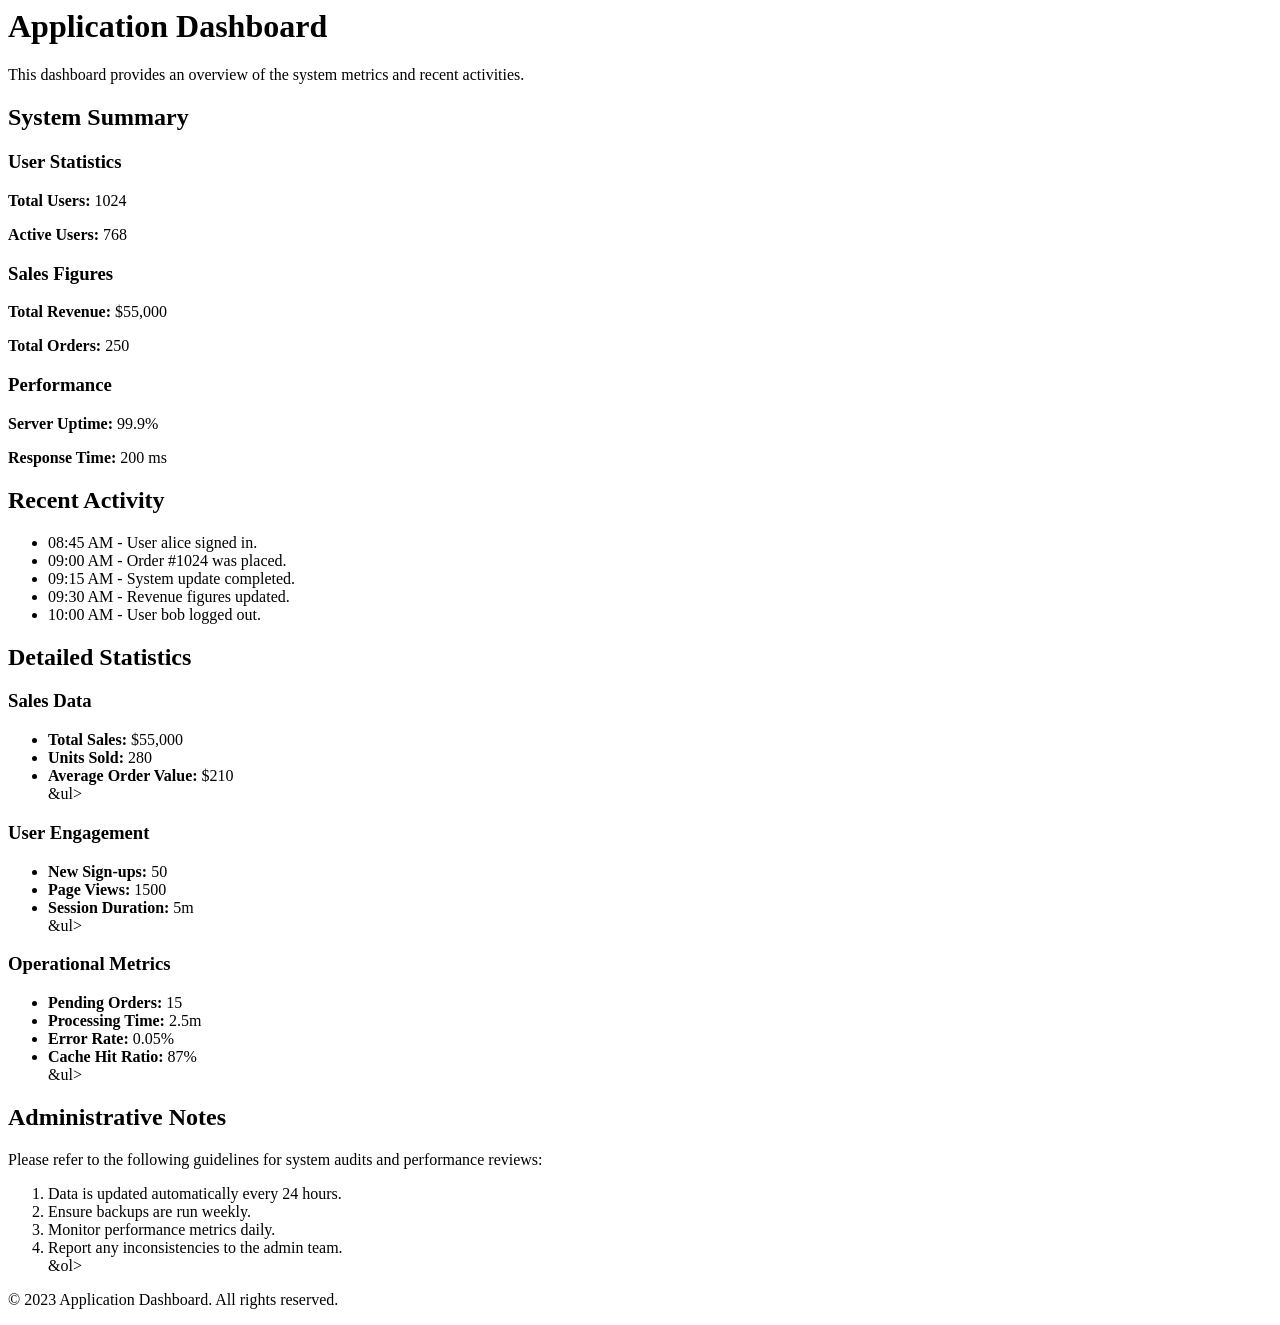 Application Dashboard
This dashboard provides an overview of the system metrics and recent activities.
System Summary
User Statistics
Total Users: 1024
Active Users: 768
Sales Figures
Total Revenue: $55,000
Total Orders: 250
Performance
Server Uptime: 99.9%
Response Time: 200 ms
Recent Activity
• 08:45 AM - User alice signed in.
• 09:00 AM - Order #1024 was placed.
• 09:15 AM - System update completed.
• 09:30 AM - Revenue figures updated.
• 10:00 AM - User bob logged out.
Detailed Statistics
Sales Data
• Total Sales: $55,000
• Units Sold: 280
• Average Order Value: $210
&ul>
User Engagement
• New Sign-ups: 50
• Page Views: 1500
• Session Duration: 5m
&ul>
Operational Metrics
• Pending Orders: 15
• Processing Time: 2.5m
• Error Rate: 0.05%
• Cache Hit Ratio: 87%
&ul>
Administrative Notes
Please refer to the following guidelines for system audits and performance reviews:
1. Data is updated automatically every 24 hours.
2. Ensure backups are run weekly.
3. Monitor performance metrics daily.
4. Report any inconsistencies to the admin team.
&ol>
© 2023 Application Dashboard. All rights reserved.